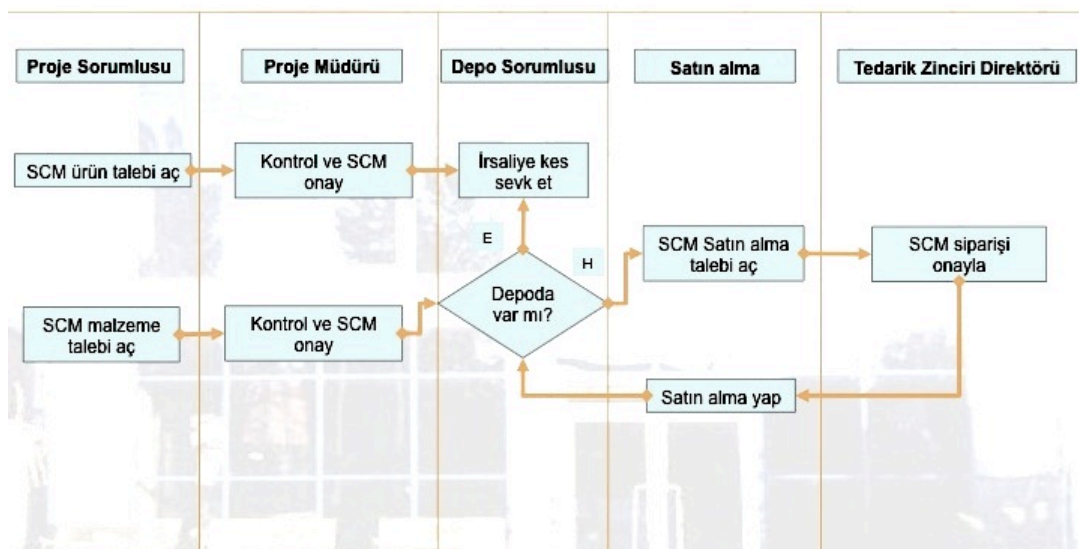 Proje Sorumlusu
Proje Müdürü
Depo Sorumlusu
Satın alma
Tedarik Zinciri Direktörü
SCM ürün talebi aç
Kontrol ve SCM
onay
İrsaliye kes
sevk et
E
H
SCM Satın alma
talebi aç
SCM siparişi
onayla
Depoda
var mı?
SCM malzeme
talebi aç
Kontrol ve SCM
onay
Satın alma yap